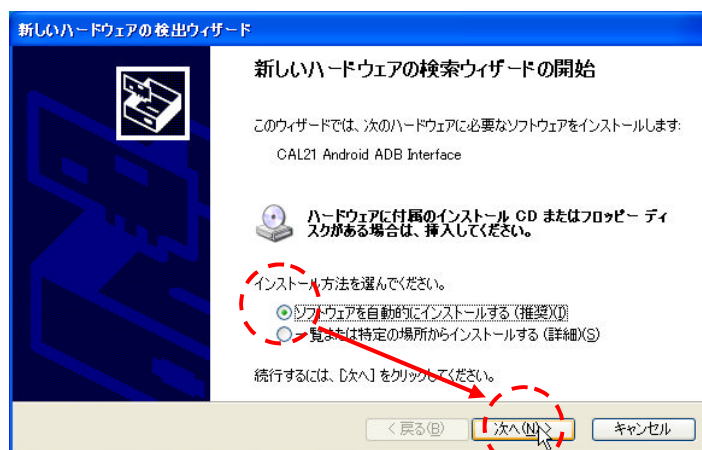 新しいハードウェアの検出ウィザード
新しいハードウェアの検索ウィザードの開始
このウィザードでは、次のハードウェアに必要なソフトウェアをインストールします:
CAL21 Android ADB Interface
ハードウェアに付属のインストール CD またはフロッピー ディ
スクがある場合は、挿入してください。
インストール方法を選んでください。
ソフトウェアを自動的にインストールする (推奨)(I)
一覧または特定の場所からインストールする (詳細)(S)
続行するには、[次へ] をクリックしてください。
< 戻る(B) 次へ(N) > キャンセル